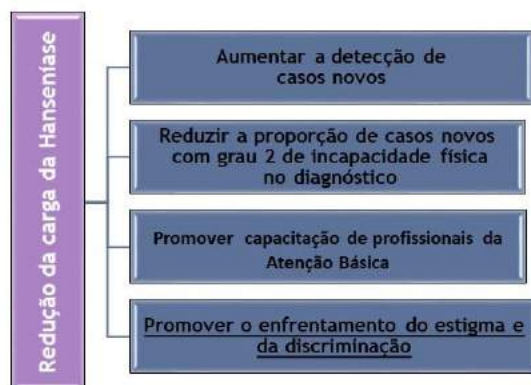 Redução da carga da Hanseníase
Aumentar a detecção de
casos novos
Reduzir a proporção de casos novos
com grau 2 de incapacidade física
no diagnóstico
Promover capacitação de profissionais da
Atenção Básica
Promover o enfrentamento do estigma e
da discriminação